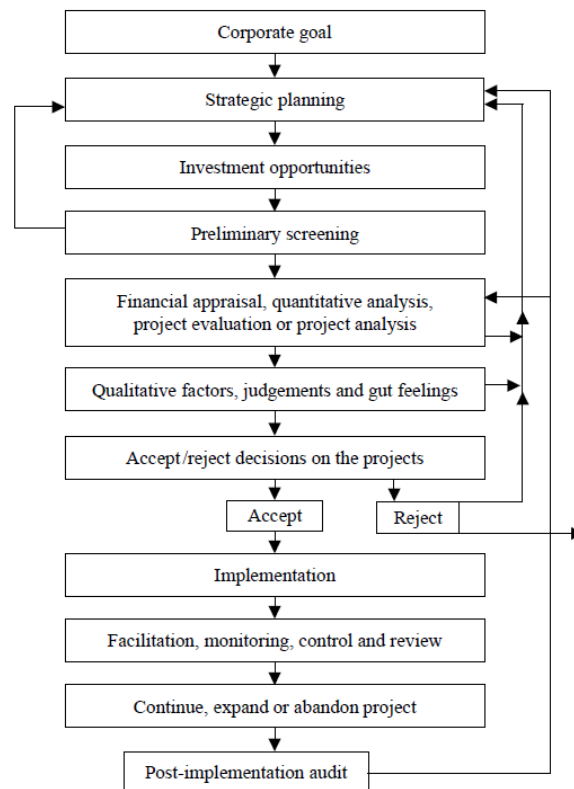 Corporate goal
Strategic planning
Investment opportunities
Preliminary screening
Financial appraisal, quantitative analysis,
project evaluation or project analysis
Qualitative factors, judgements and gut feelings
Accept/reject decisions on the projects
Accept
Reject
Implementation
Facilitation, monitoring, control and review
Continue, expand or abandon project
Post-implementation audit